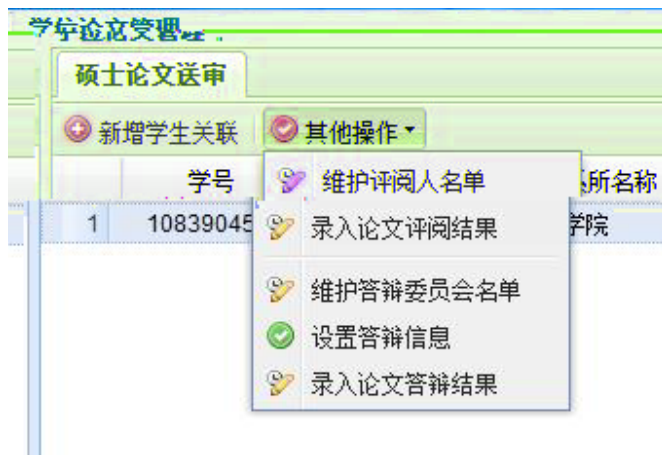 学位论文管理
硕士论文送审
新增学生关联 其他操作
学号 所名称
1 10839045 学院
维护评阅人名单
录入论文评阅结果
维护答辩委员会名单
设置答辩信息
录入论文答辩结果